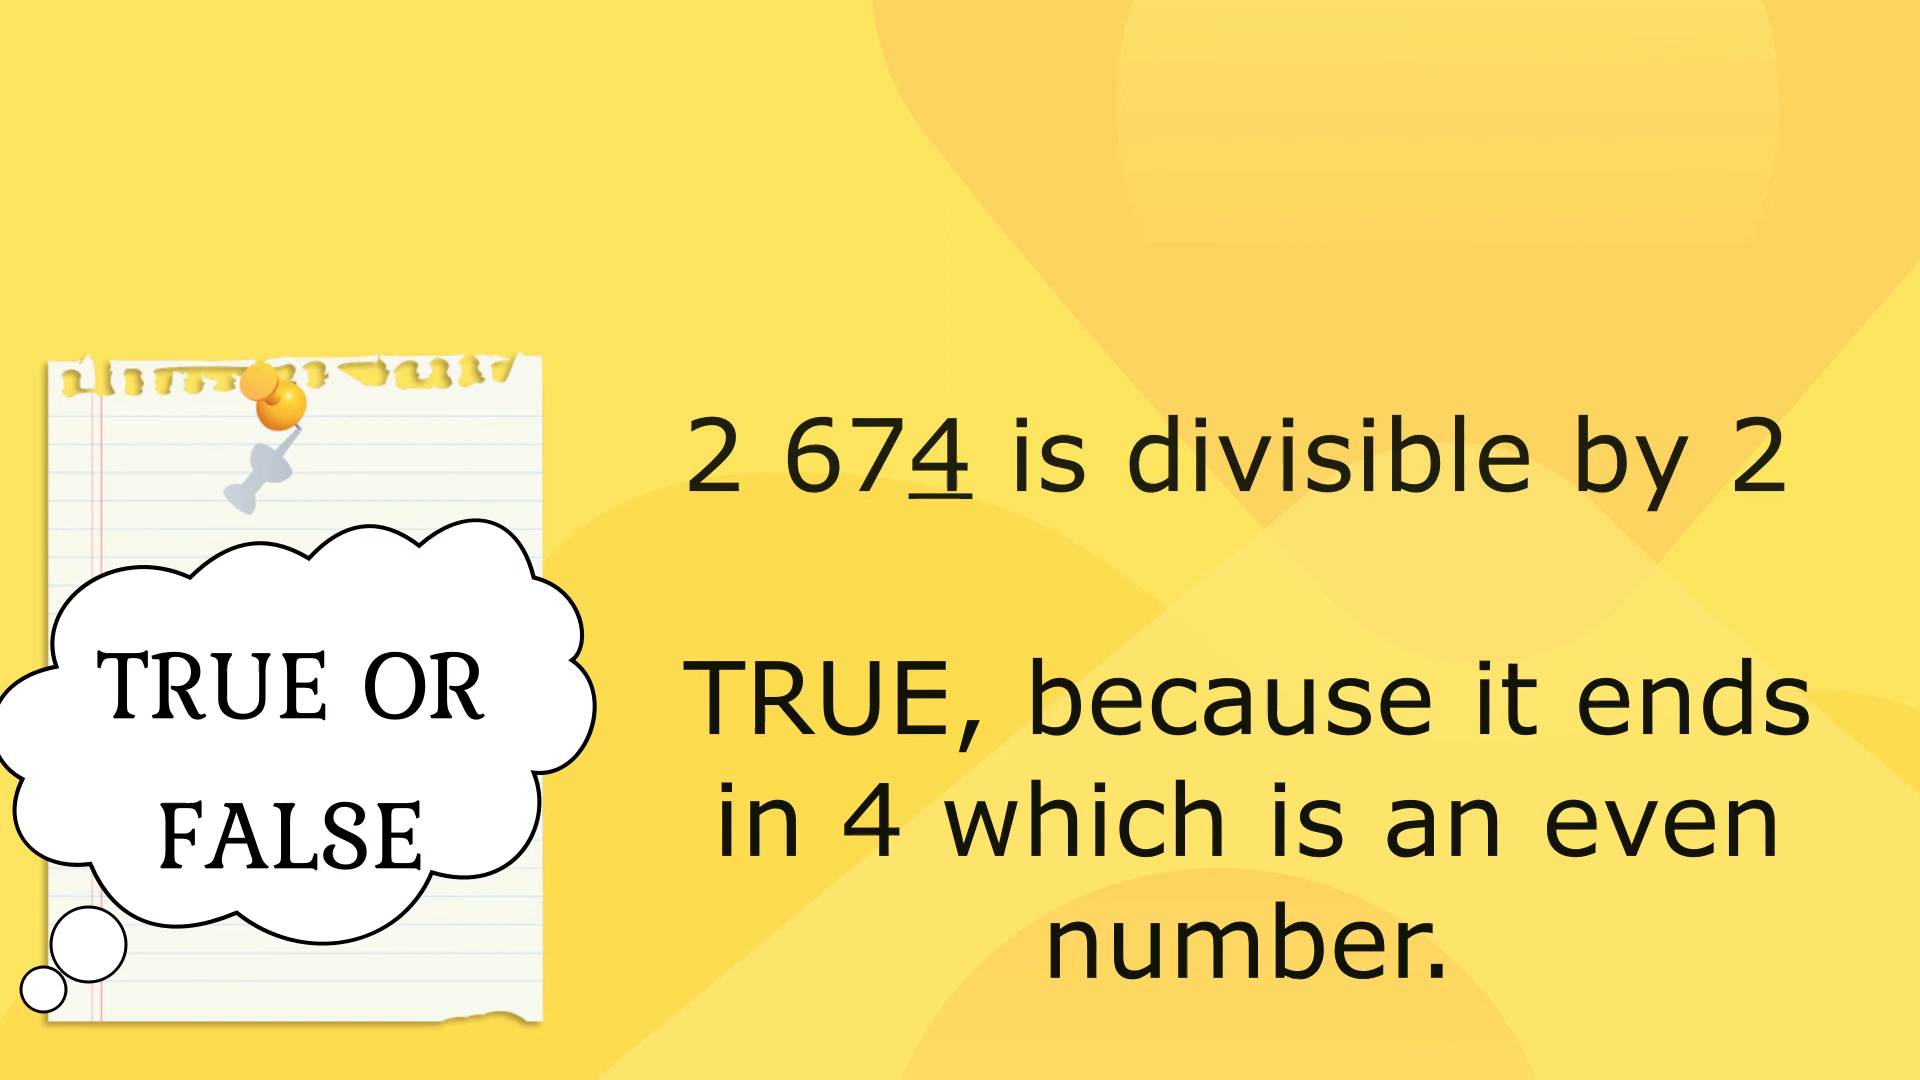 TRUE OR
FALSE
2 674 is divisible by 2
TRUE, because it ends
in 4 which is an even
number.